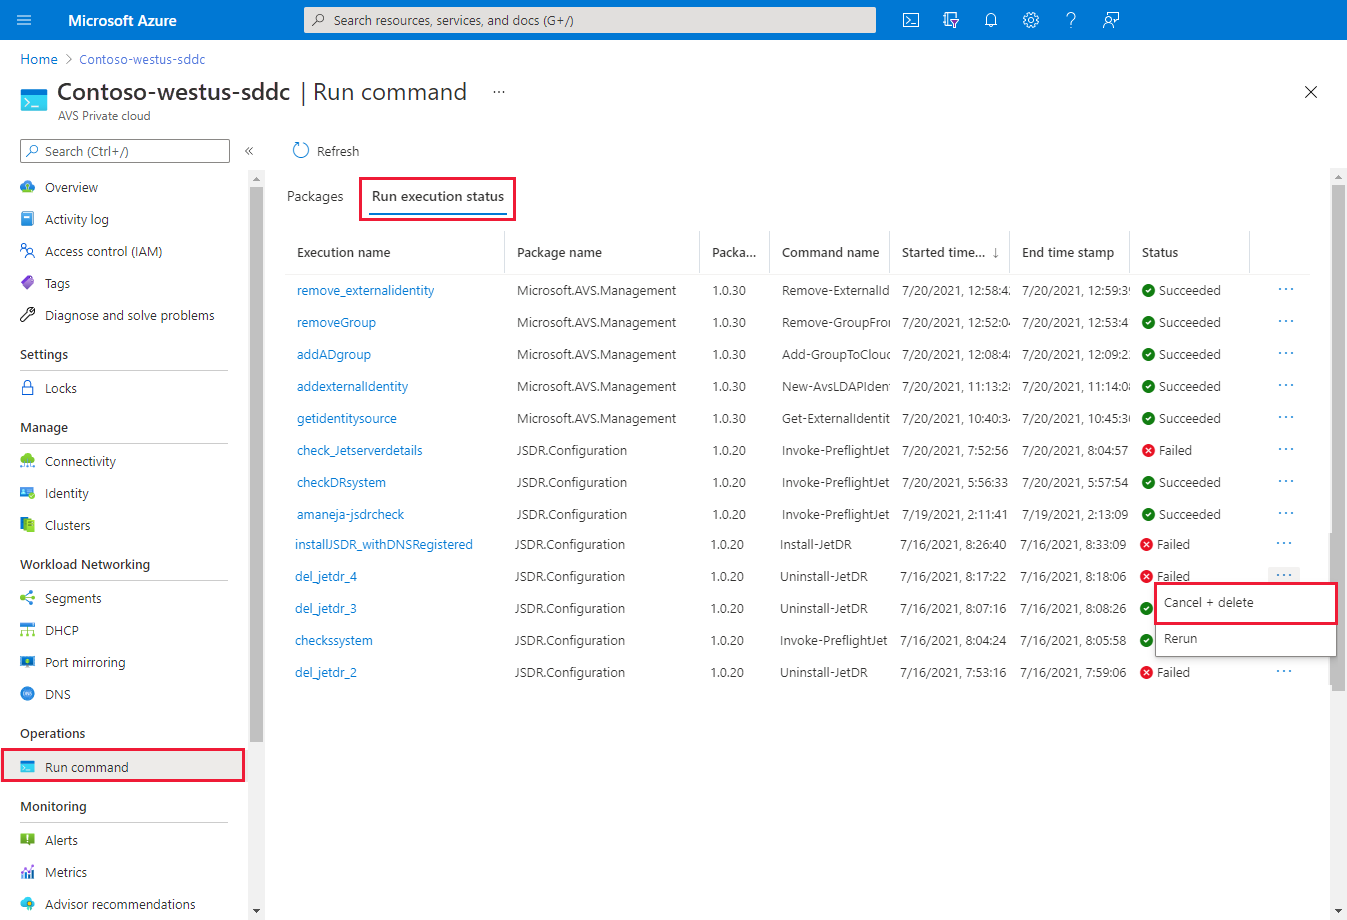 Microsoft Azure
Search resources, services, and docs (G+/)
Home > Contoso-westus-sddc
Contoso-westus-sddc | Run command ...
AVS Private cloud
Search (Ctrl+/)
«
Overview
Activity log
Access control (IAM)
Tags
Diagnose and solve problems
Settings
Locks
Manage
Connectivity
Identity
Clusters
Workload Networking
Segments
DHCP
Port mirroring
DNS
Operations
Run command
Monitoring
Alerts
Metrics
Advisor recommendations
Refresh
Packages Run execution status
Execution name Package name Packa... Command name Started time... ↓ End time stamp Status
remove_externalidentity Microsoft.AVS.Management 1.0.30 Remove-ExternalId 7/20/2021, 12:58:42 7/20/2021, 12:59:39 Succeeded ...
removeGroup Microsoft.AVS.Management 1.0.30 Remove-GroupFror 7/20/2021, 12:52:04 7/20/2021, 12:53:4 Succeeded ...
addADgroup Microsoft.AVS.Management 1.0.30 Add-GroupToCloud 7/20/2021, 12:08:48 7/20/2021, 12:09:2 Succeeded ...
addexternalIdentity Microsoft.AVS.Management 1.0.30 New-AvsLDAPIden 7/20/2021, 11:13:28 7/20/2021, 11:14:08 Succeeded ...
getidentitysource Microsoft.AVS.Management 1.0.30 Get-ExternalIdentit 7/20/2021, 10:40:34 7/20/2021, 10:45:30 Succeeded ...
check_Jetserverdetails JSDR.Configuration 1.0.20 Invoke-PreflightJet 7/20/2021, 7:52:56 7/20/2021, 8:04:57 Failed ...
checkDRsystem JSDR.Configuration 1.0.20 Invoke-PreflightJet 7/20/2021, 5:56:33 7/20/2021, 5:57:54 Succeeded ...
amaneja-jsdrcheck JSDR.Configuration 1.0.20 Invoke-PreflightJet 7/19/2021, 2:11:41 7/19/2021, 2:13:09 Succeeded ...
installJSDR_withDNSRegistered JSDR.Configuration 1.0.20 Install-JetDR 7/16/2021, 8:26:40 7/16/2021, 8:33:09 Failed ...
del_jetdr_4 JSDR.Configuration 1.0.20 Uninstall-JetDR 7/16/2021, 8:17:22 7/16/2021, 8:18:06 Failed ...
del_jetdr_3 JSDR.Configuration 1.0.20 Uninstall-JetDR 7/16/2021, 8:07:16 7/16/2021, 8:08:26
Cancel + delete
checkssystem JSDR.Configuration 1.0.20 Invoke-PreflightJet 7/16/2021, 8:04:24 7/16/2021, 8:05:58
Rerun
del_jetdr_2 JSDR.Configuration 1.0.20 Uninstall-JetDR 7/16/2021, 7:53:16 7/16/2021, 7:59:06 Failed ...